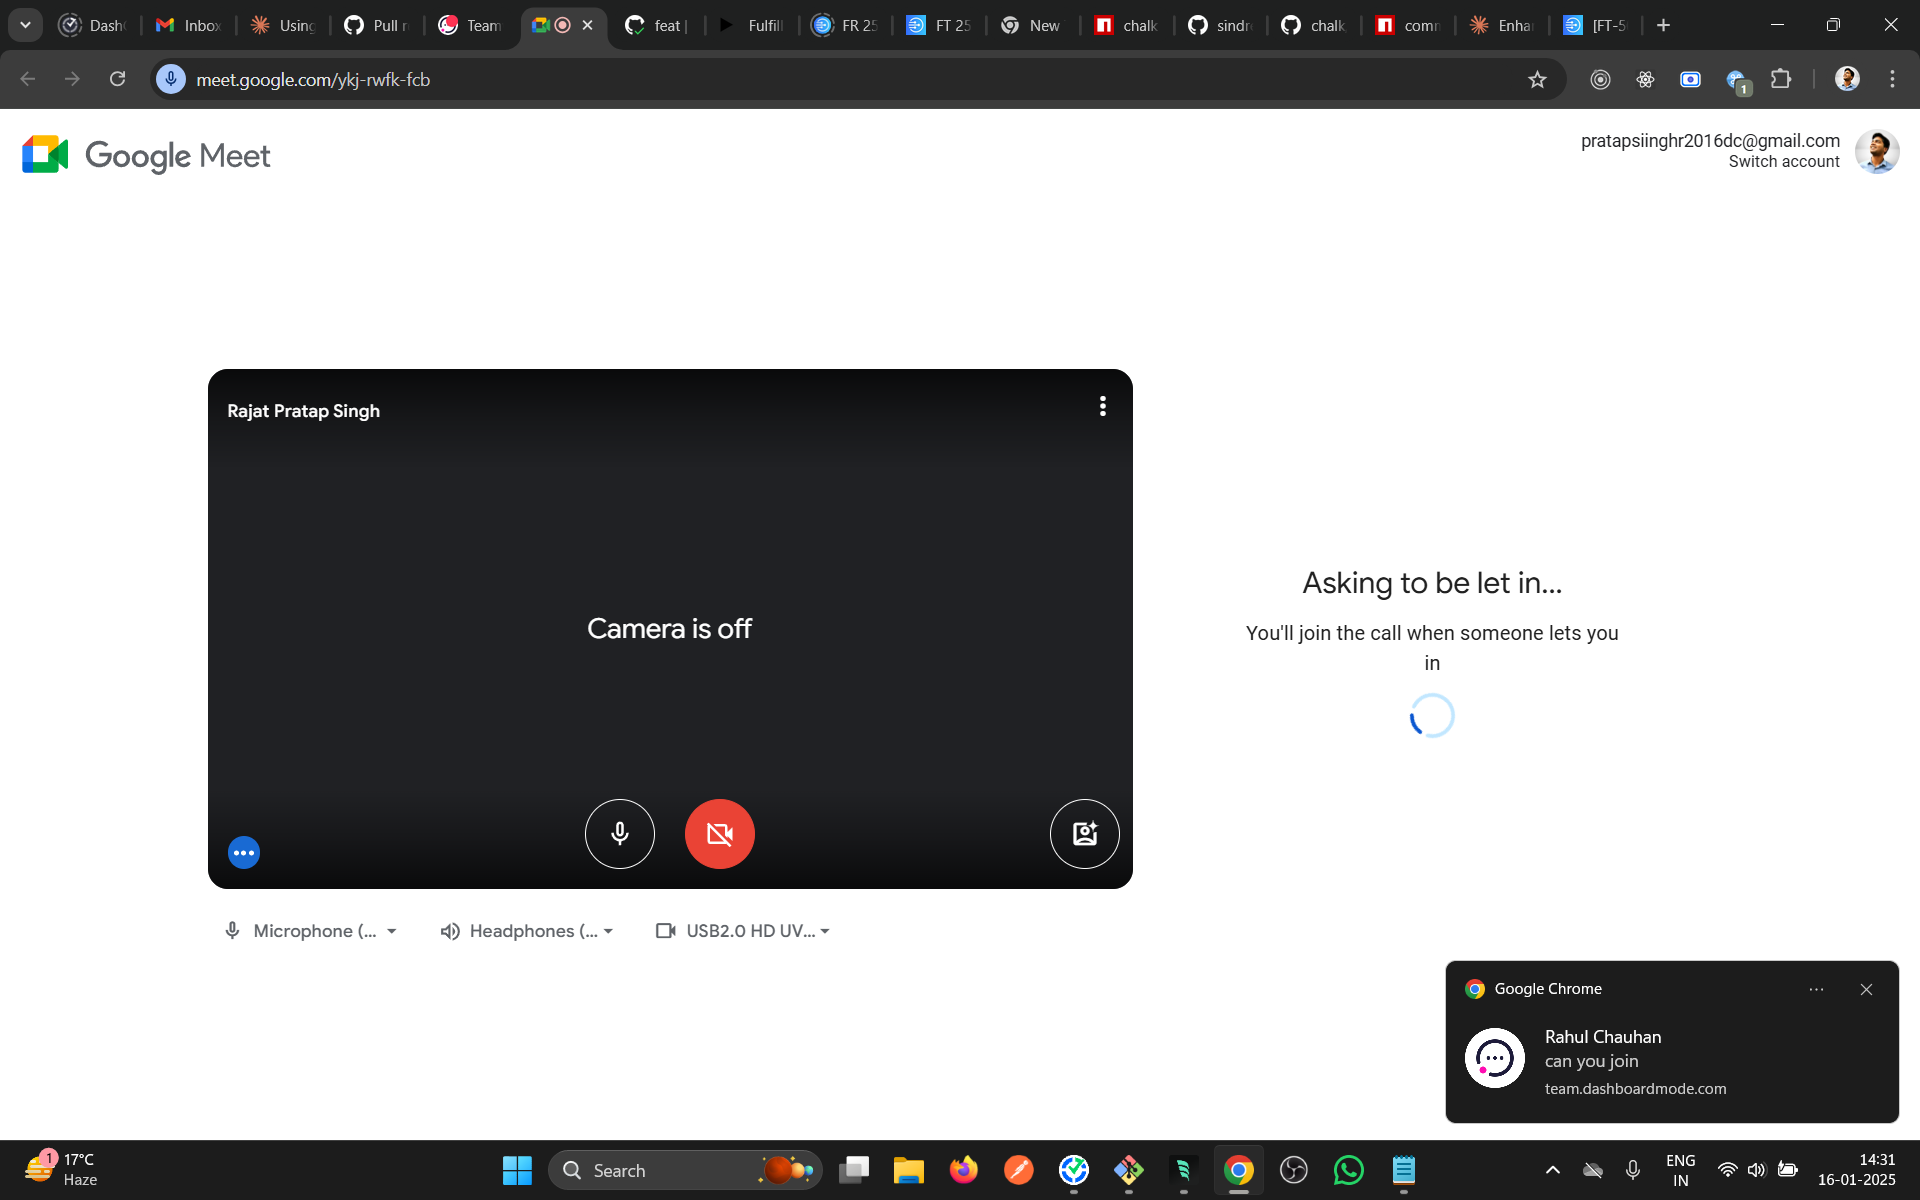 Dash
Inbox
Using
Pull r
Team
feat |
Fulfill
FR 25
FT 25
New
chalk
sindre
chalk
comm
Enhan
[FT-5
meet.google.com/ykj-rwfk-fcb
1
Google Meet
pratapsiinghr2016dc@gmail.com
Switch account
Rajat Pratap Singh
Camera is off
Asking to be let in...
You'll join the call when someone lets you
in
Microphone (...
Headphones (...
USB2.0 HD UV...
Google Chrome
Rahul Chauhan
can you join
team.dashboardmode.com
1
17°C
Haze
Search
ENG
IN
14:31
16-01-2025